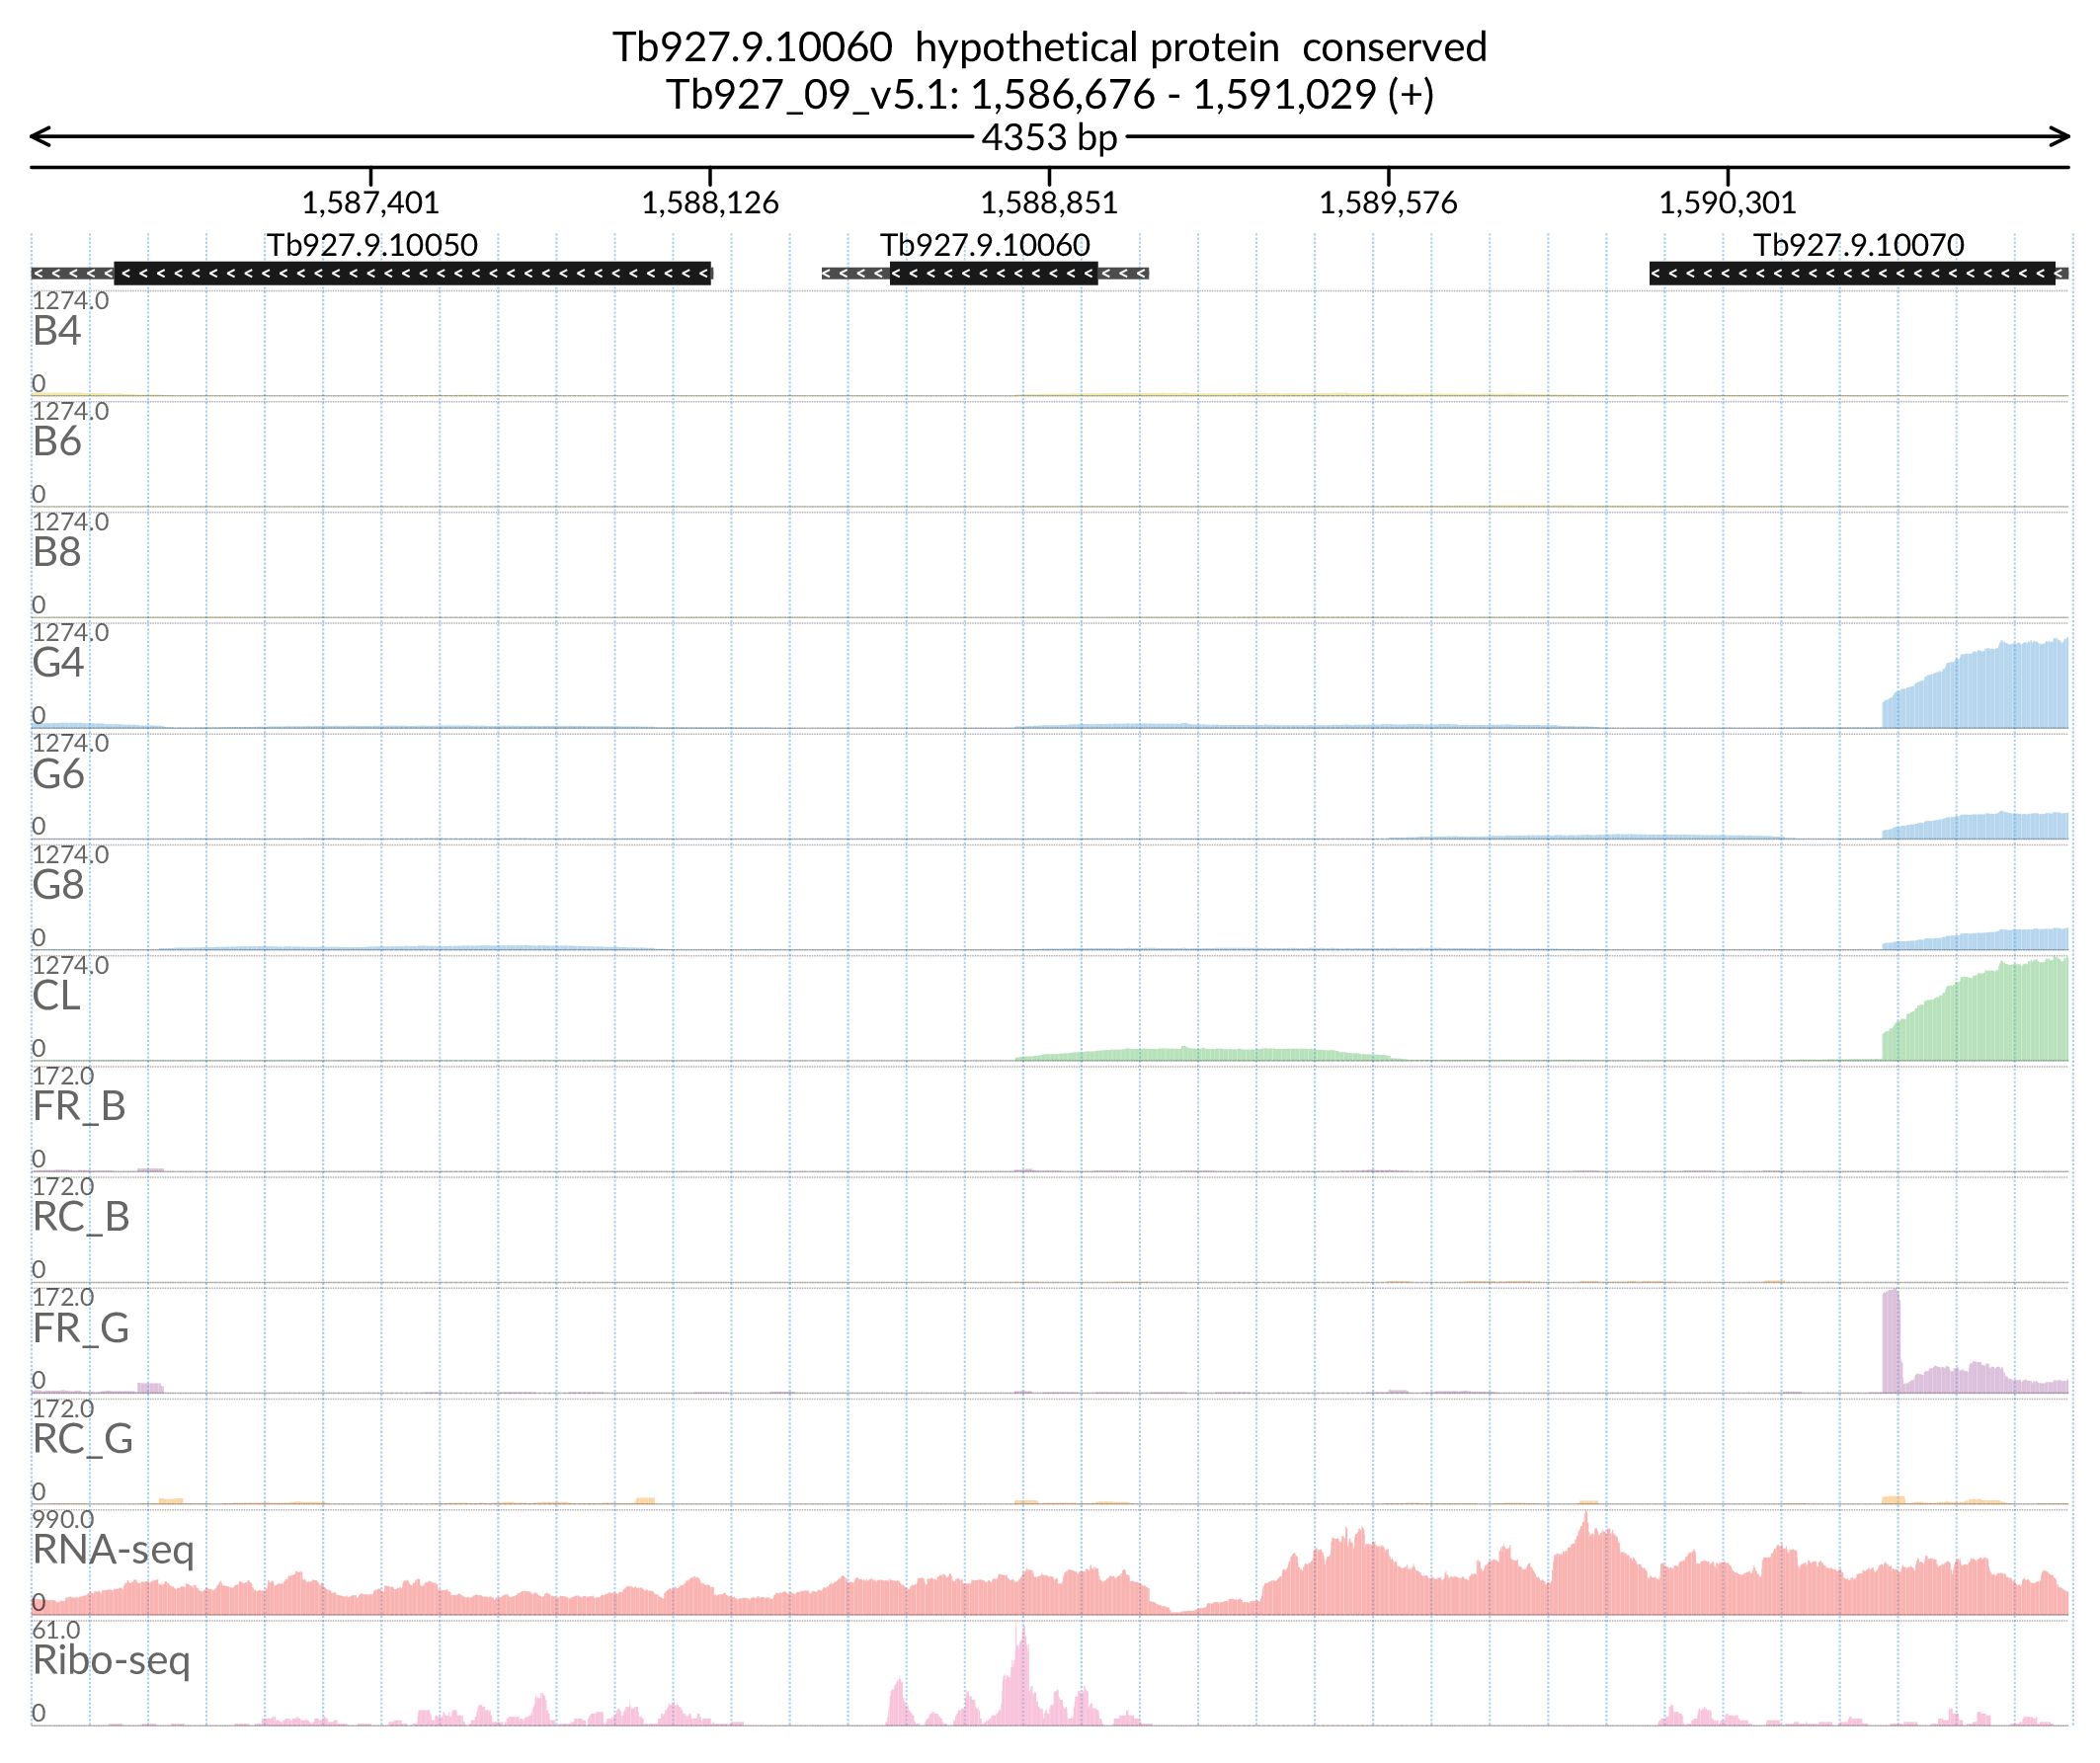 Tb927.9.10060 hypothetical protein conserved
Tb927_09_v5.1: 1,586,676 - 1,591,029 (+)
4353 bp
1,587,401 1,588,126 1,588,851 1,589,576 1,590,301
Tb927.9.10050 Tb927.9.10060 Tb927.9.10070
1274.0
B4
0
1274.0
B6
0
1274.0
B8
0
1274.0
G4
0
1274.0
G6
0
1274.0
G8
0
1274.0
CL
0
172.0
FR_B
0
172.0
RC_B
0
172.0
FR_G
0
172.0
RC_G
0
990.0
RNA-seq
0
61.0
Ribo-seq
0